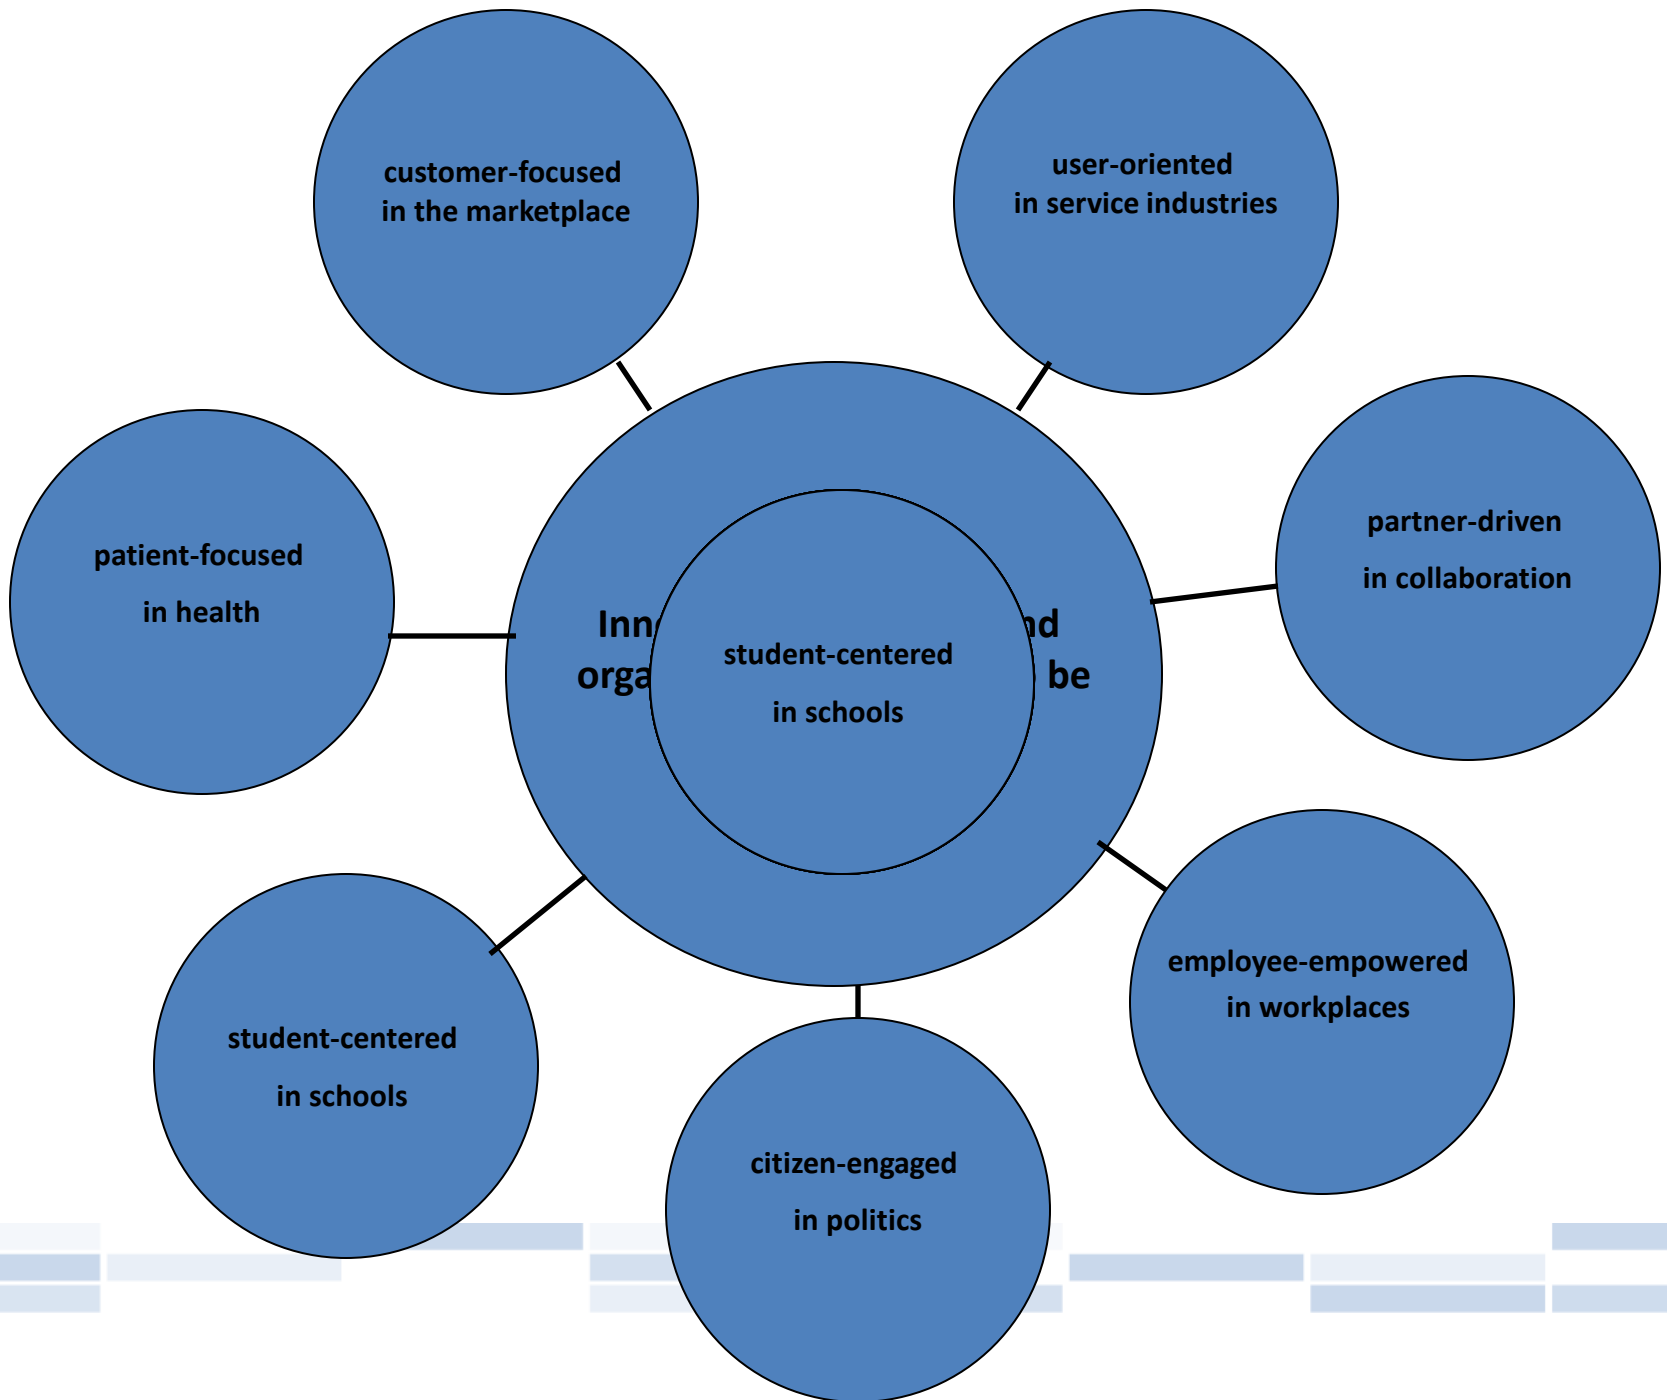 customer-focused
in the marketplace
user-oriented
in service industries
partner-driven
in collaboration
patient-focused
in health
be
student-centered
in schools
employee-empowered
in workplaces
student-centered
in schools
citizen-engaged
in politics